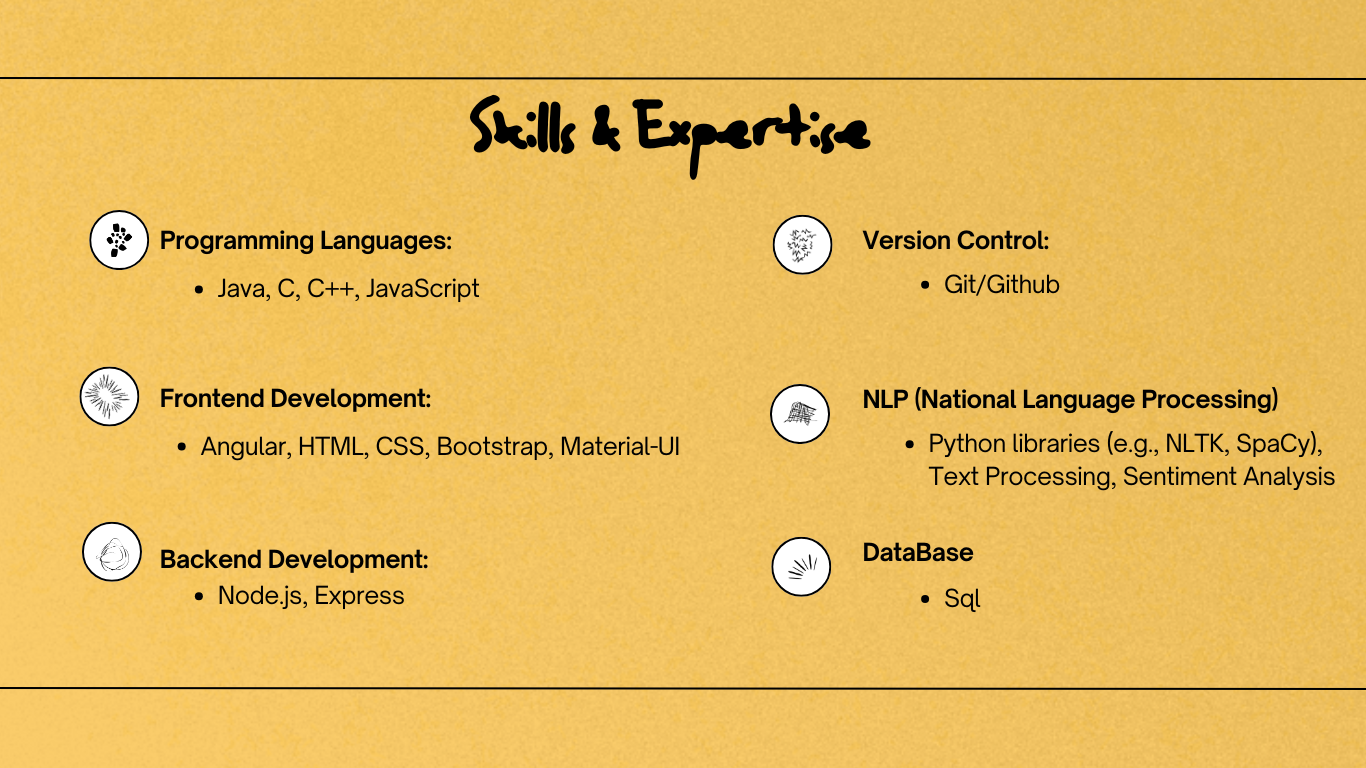 Skills & Expertise
Programming Languages:
• Java, C, C++, JavaScript
Frontend Development:
• Angular, HTML, CSS, Bootstrap, Material-UI
Backend Development:
• Node.js, Express
Version Control:
• Git/Github
NLP (National Language Processing)
• Python libraries (e.g., NLTK, SpaCy),
Text Processing, Sentiment Analysis
DataBase
• Sql